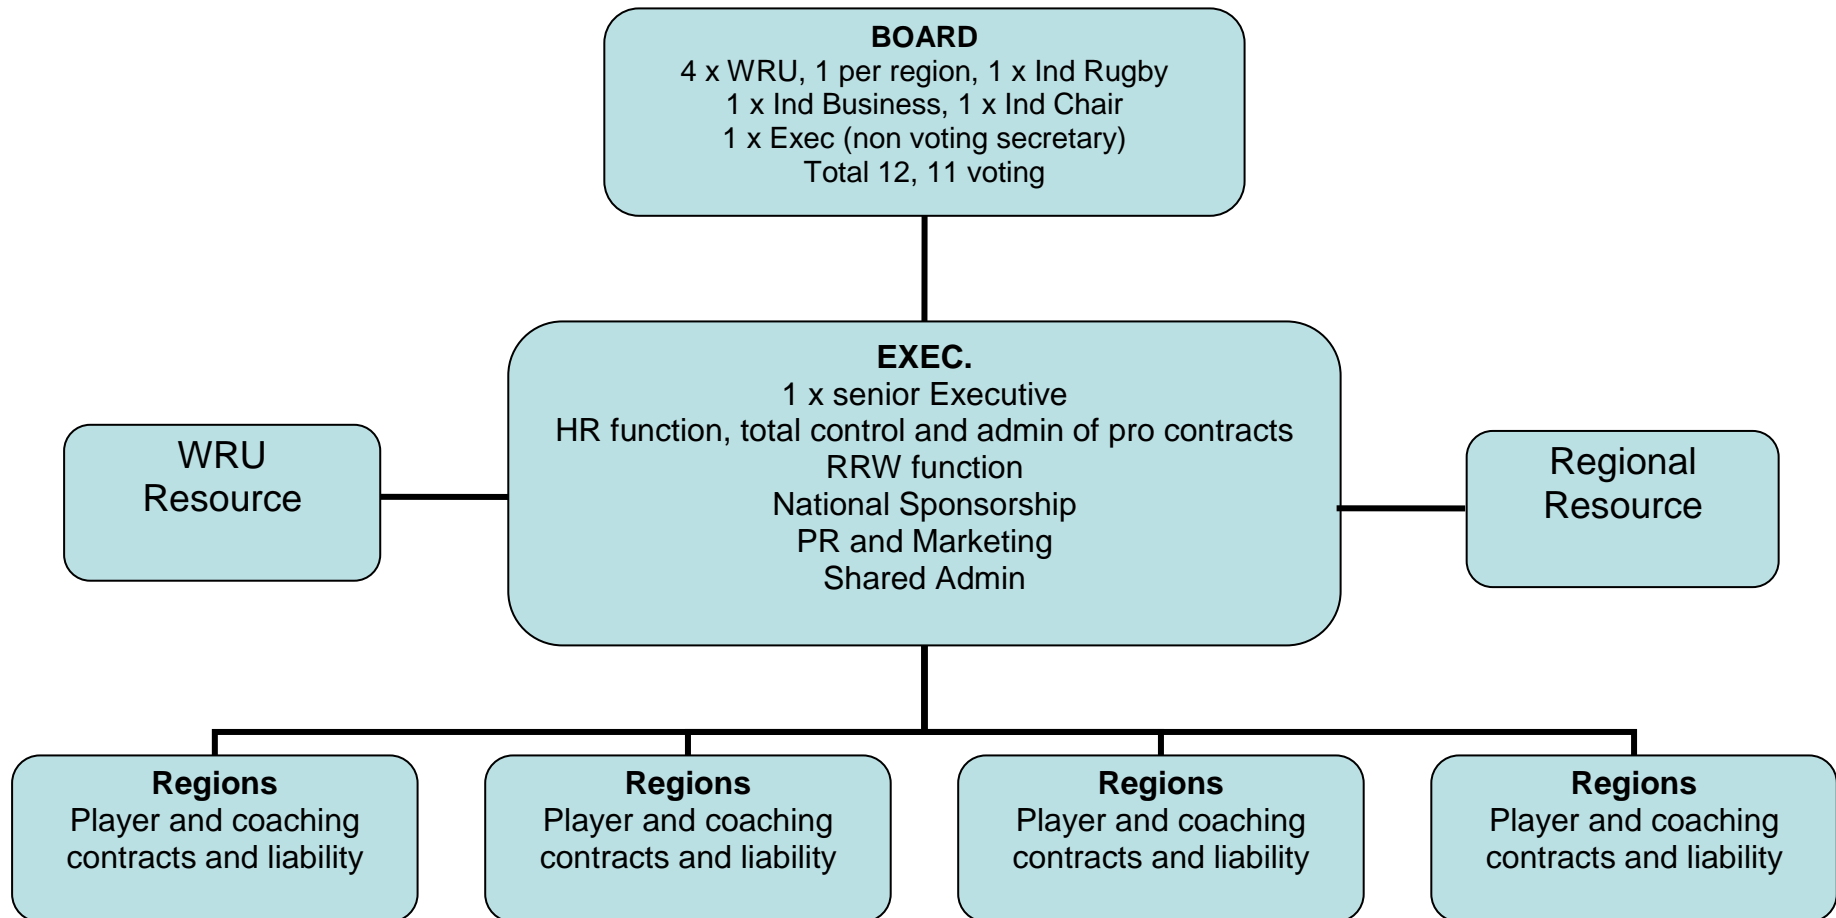 BOARD
4 x WRU, 1 per region, 1 x Ind Rugby
1 x Ind Business, 1 x Ind Chair
1 x Exec (non voting secretary)
Total 12, 11 voting
EXEC.
1 x senior Executive
HR function, total control and admin of pro contracts
RRW function
National Sponsorship
PR and Marketing
Shared Admin
WRU
Resource
Regional
Resource
Regions
Player and coaching
contracts and liability
Regions
Player and coaching
contracts and liability
Regions
Player and coaching
contracts and liability
Regions
Player and coaching
contracts and liability